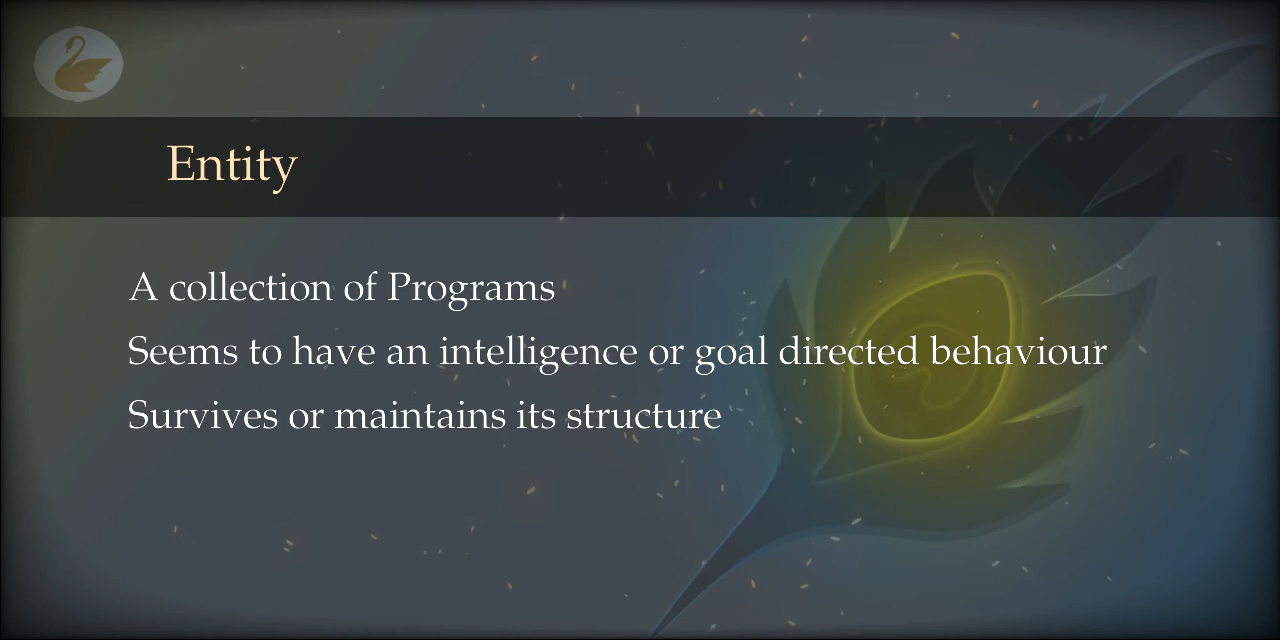 Entity
A collection of Programs
Seems to have an intelligence or goal directed behaviour
Survives or maintains its structure